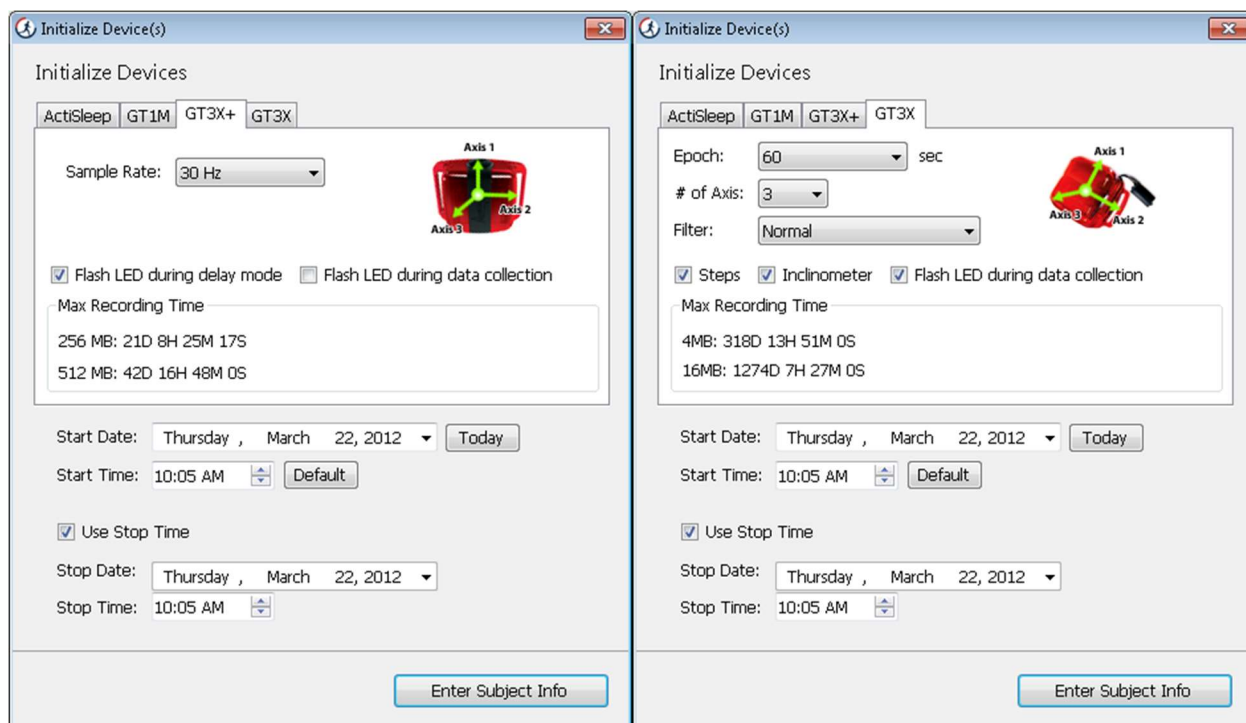 Initialize Device(s)
Initialize Devices
ActiSleep GT1M GT3X+ GT3X
Sample Rate: 30 Hz
Axis 1
Axis 2
Axis 3
Flash LED during delay mode Flash LED during data collection
Max Recording Time
256 MB: 21D 8H 25M 17S
512 MB: 42D 16H 48M 0S
Start Date: Thursday , March 22, 2012 Today
Start Time: 10:05 AM Default
Use Stop Time
Stop Date: Thursday , March 22, 2012
Stop Time: 10:05 AM
Enter Subject Info
Initialize Device(s)
Initialize Devices
ActiSleep GT1M GT3X+ GT3X
Epoch: 60 sec
# of Axis: 3
Filter: Normal
Axis 1
Axis 3
Axis 2
Steps Inclinometer Flash LED during data collection
Max Recording Time
4MB: 318D 13H 51M 0S
16MB: 1274D 7H 27M 0S
Start Date: Thursday , March 22, 2012 Today
Start Time: 10:05 AM Default
Use Stop Time
Stop Date: Thursday , March 22, 2012
Stop Time: 10:05 AM
Enter Subject Info